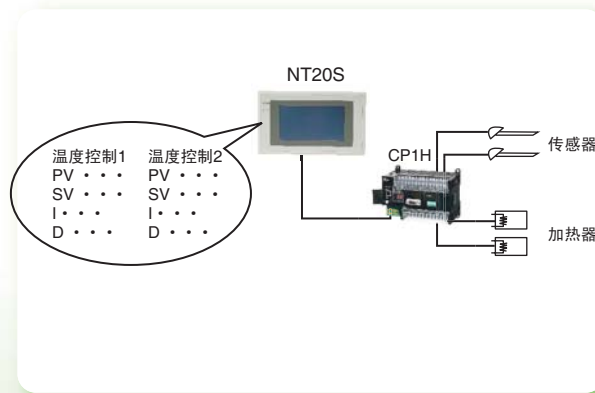 NT20S
温度控制1 温度控制2
PV・・・ PV・・・
SV・・・ SV・・・
I・・・ I・・・
D・・・ D・・・
CP1H
传感器
加热器